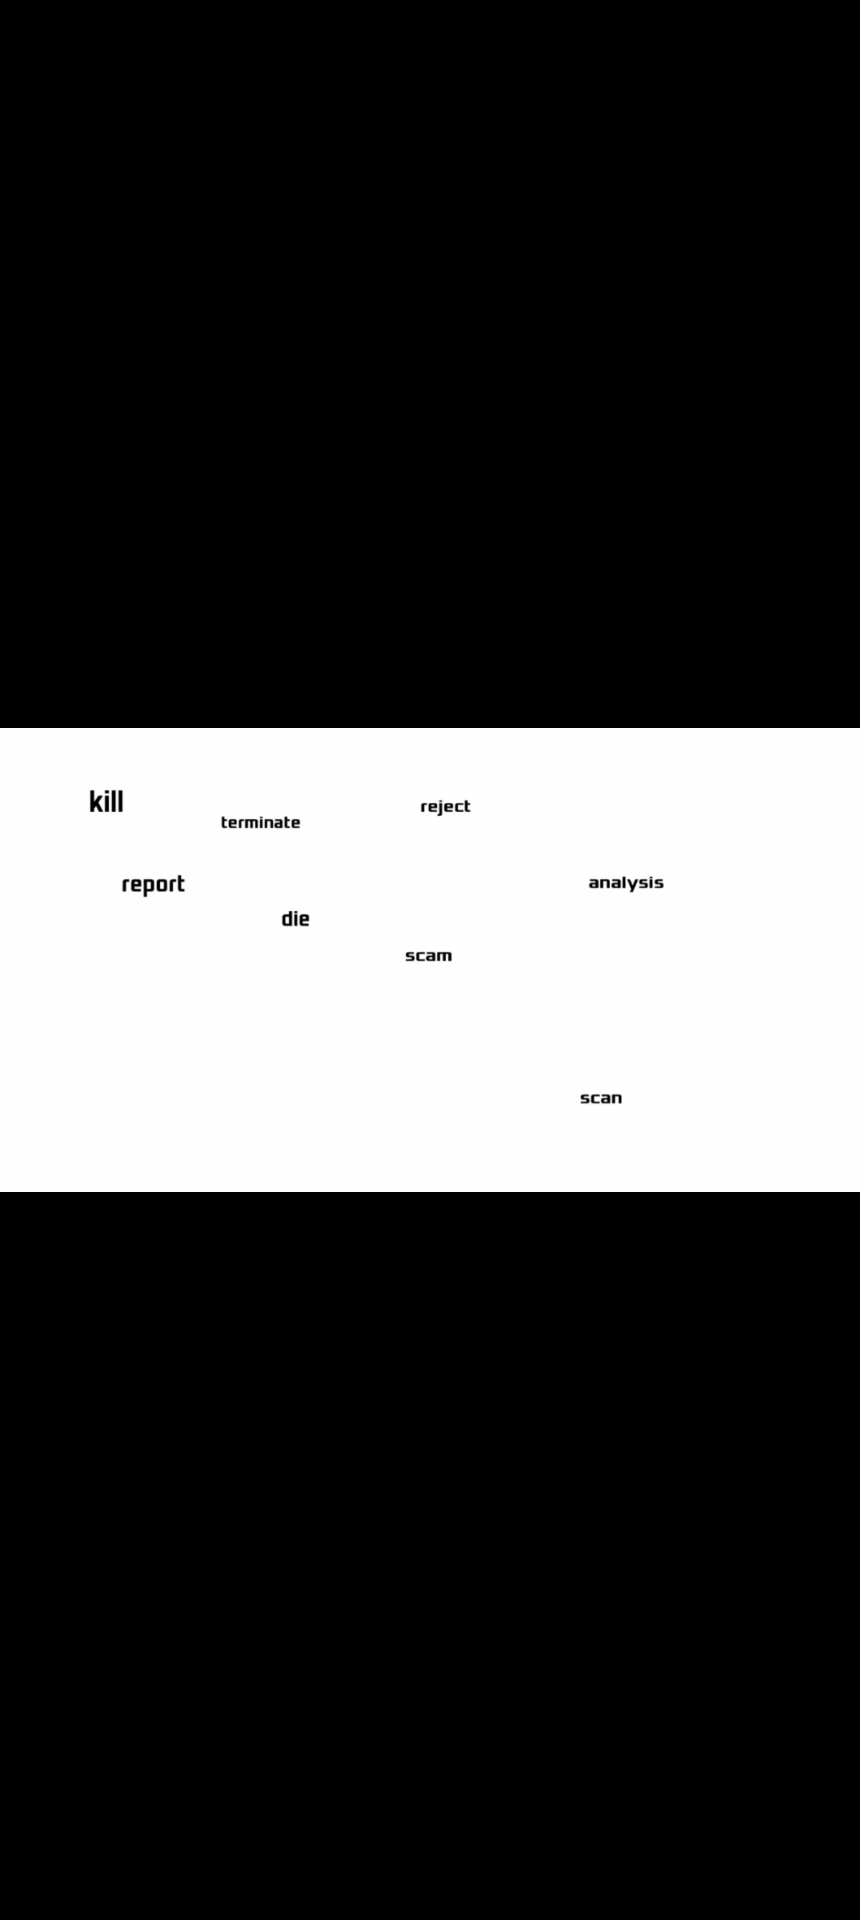 kill
reject
terminate
report
analysis
die
scam
scan